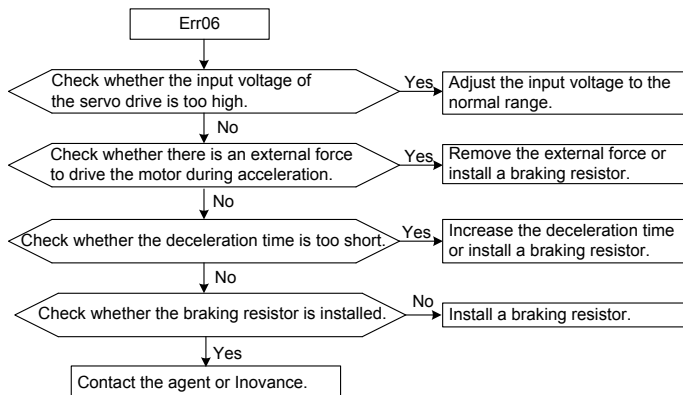 Err06
Check whether the input voltage of
the servo drive is too high.
Yes
Adjust the input voltage to the
normal range.
No
Check whether there is an external force
to drive the motor during acceleration.
Yes
Remove the external force or
install a braking resistor.
No
Check whether the deceleration time is too short.
Yes
Increase the deceleration time
or install a braking resistor.
No
Check whether the braking resistor is installed.
No
Install a braking resistor.
Yes
Contact the agent or Inovance.